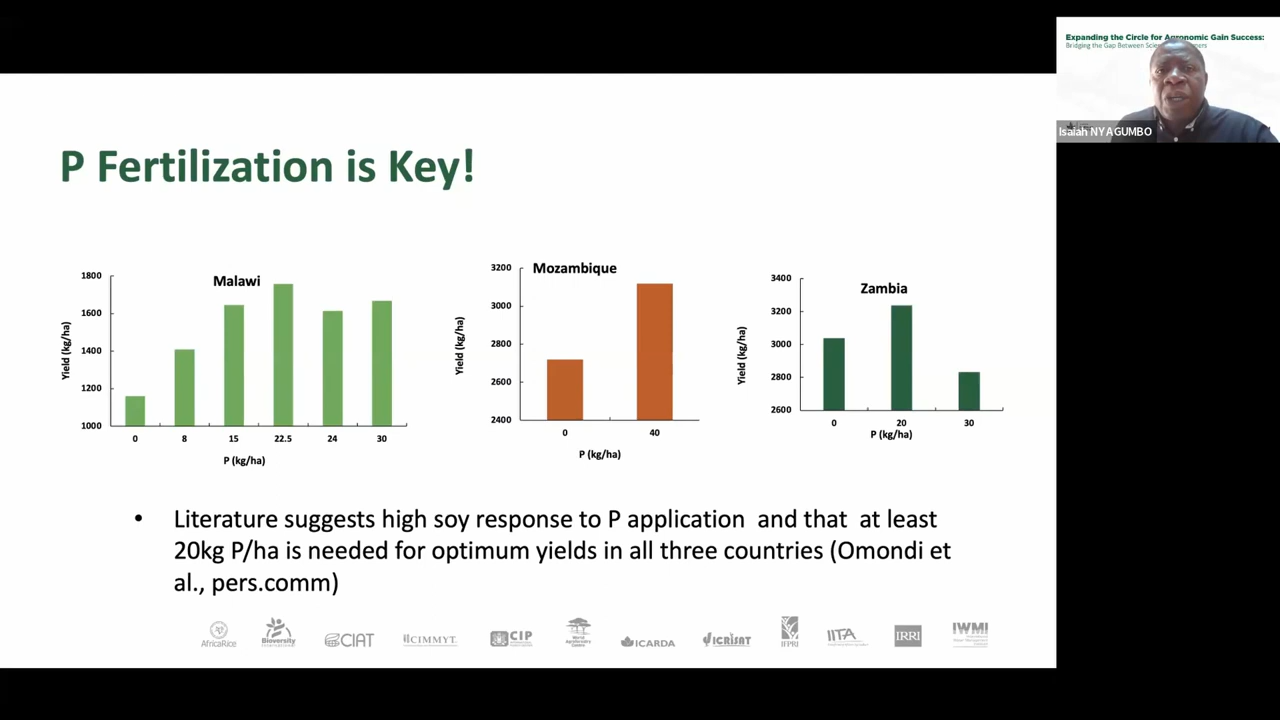 Expanding the Circle for Agronomic Gain Success:
Bridging the Gap Between
Isaiah NYAGUMBO
P Fertilization is Key!
Malawi
1800
1600
1400
1200
1000
Yield (kg/ha)
0 8 15 22.5 24 30
P (kg/ha)
Mozambique
3200
3000
2800
2600
2400
Yield (kg/ha)
0 40
P (kg/ha)
Zambia
3400
3200
3000
2800
2600
Yield (kg/ha)
0 20 30
P (kg/ha)
• Literature suggests high soy response to P application and that at least
20kg P/ha is needed for optimum yields in all three countries (Omondi et
al., pers.comm)
AfricaRice
Bioversity
CIAT
CIMMYT
CIP
World
Agroforestry
Centre
ICARDA
ICRISAT
IFPRI
IITA
IRRI
IWMI